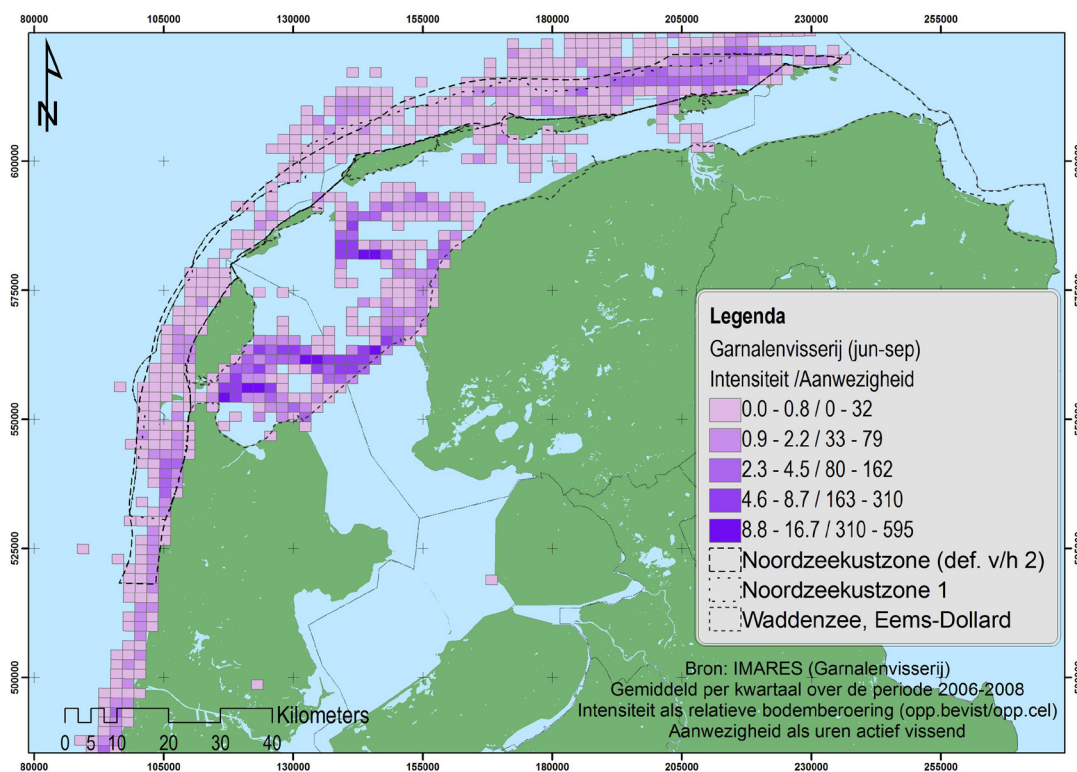 80000 105000 130000 155000 180000 205000 230000 255000
N
600000 600000
575000 575000
Legenda
Garnalenvisserij (jun-sep)
Intensiteit /Aanwezigheid
0.0 - 0.8 / 0 - 32
0.9 - 2.2 / 33 - 79
2.3 - 4.5 / 80 - 162
4.6 - 8.7 / 163 - 310
8.8 - 16.7 / 310 - 595
Noordzeekustzone (def. v/h 2)
Noordzeekustzone 1
Waddenzee, Eems-Dollard
550000 550000
525000 525000
500000 500000
Bron: IMARES (Garnalenvisserij)
Gemiddeld per kwartaal over de periode 2006-2008
Intensiteit als relatieve bodemberoering (opp.bevist/opp.cel)
Aanwezigheid als uren actief vissend
Kilometers
0 5 10 20 30 40
80000 105000 130000 155000 180000 205000 230000 255000